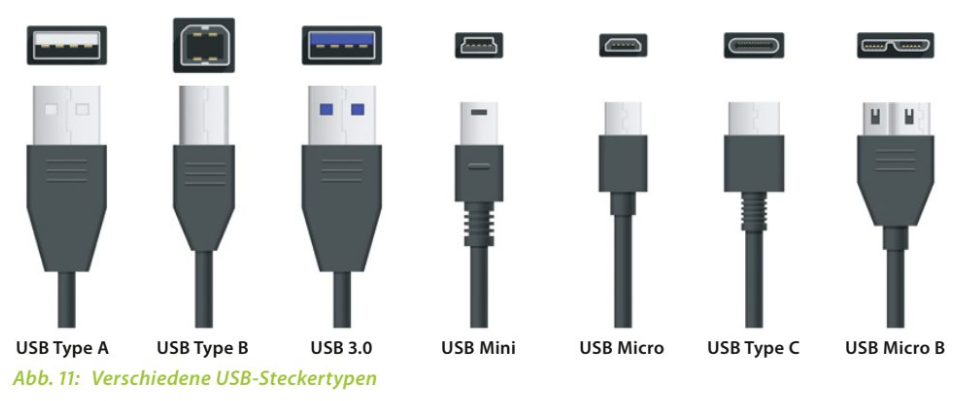 USB Type A USB Type B USB 3.0 USB Mini USB Micro USB Type C USB Micro B
Abb. 11: Verschiedene USB-Steckertypen